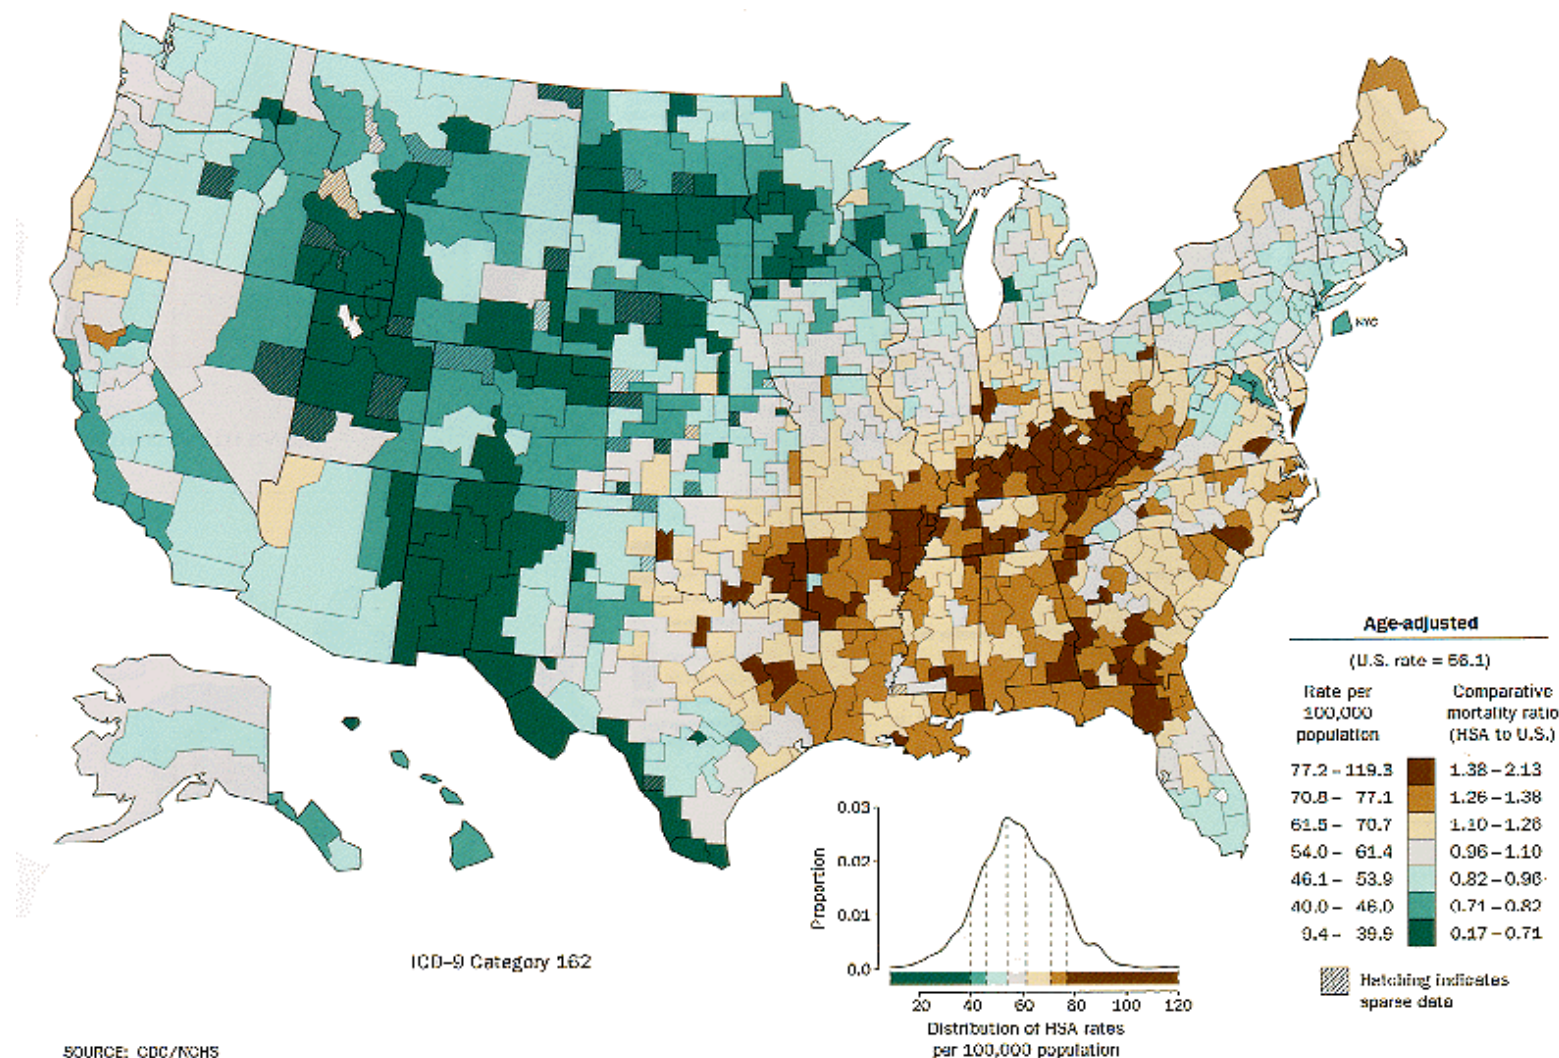 NYC
Age-adjusted
(U.S. rate = 56.1)
Rate per
100,000
population
Comparative
mortality ratio
(HSA to U.S.)
77.2 – 119.3 1.38 – 2.13
70.8 – 77.1 1.26 – 1.38
61.5 – 70.7 1.10 – 1.26
54.0 – 61.4 0.96 – 1.10
46.1 – 53.9 0.82 – 0.96
40.0 – 46.0 0.71 – 0.82
9.4 – 39.9 0.17 – 0.71
Hatching indicates
sparse data
0.03
0.02
0.01
0.0
Proportion
20 40 60 80 100 120
Distribution of HSA rates
per 100,000 population
ICD–9 Category 162
SOURCE: CDC/NCHS